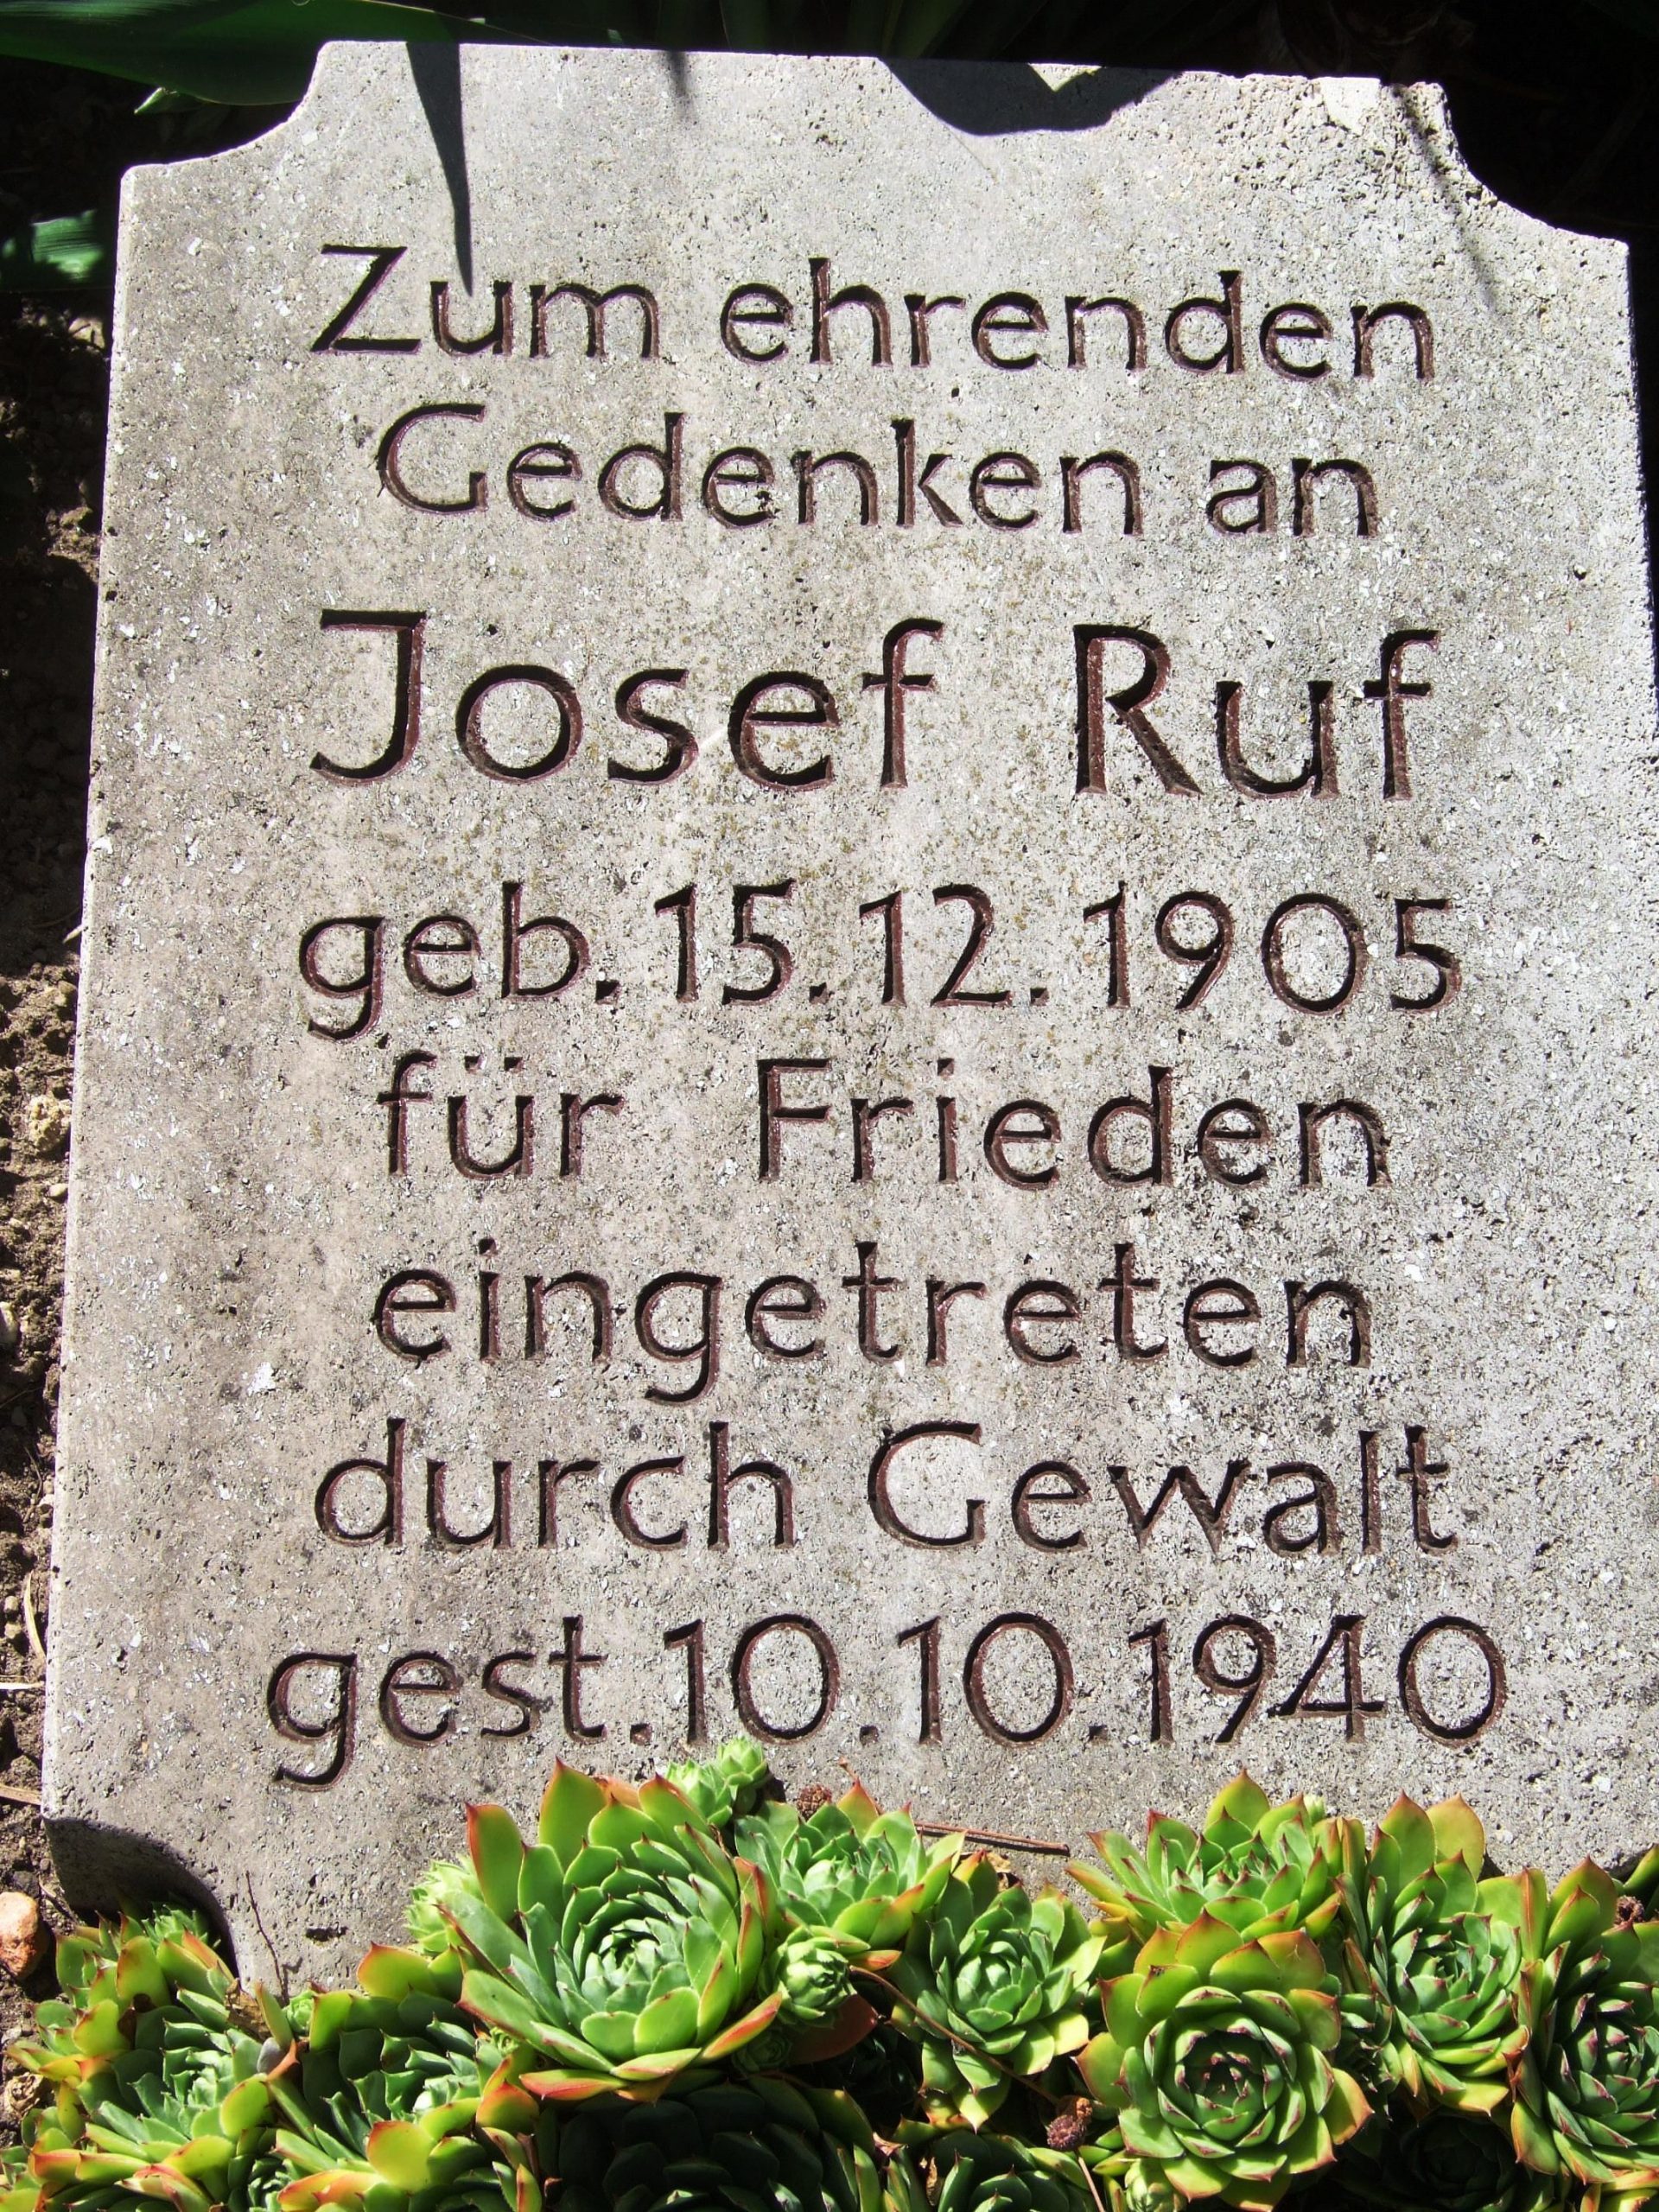 Zum ehrenden
Gedenken an
Josef Ruf
geb. 15.12.1905
für Frieden
eingetreten
durch Gewalt
gest. 10.10.1940